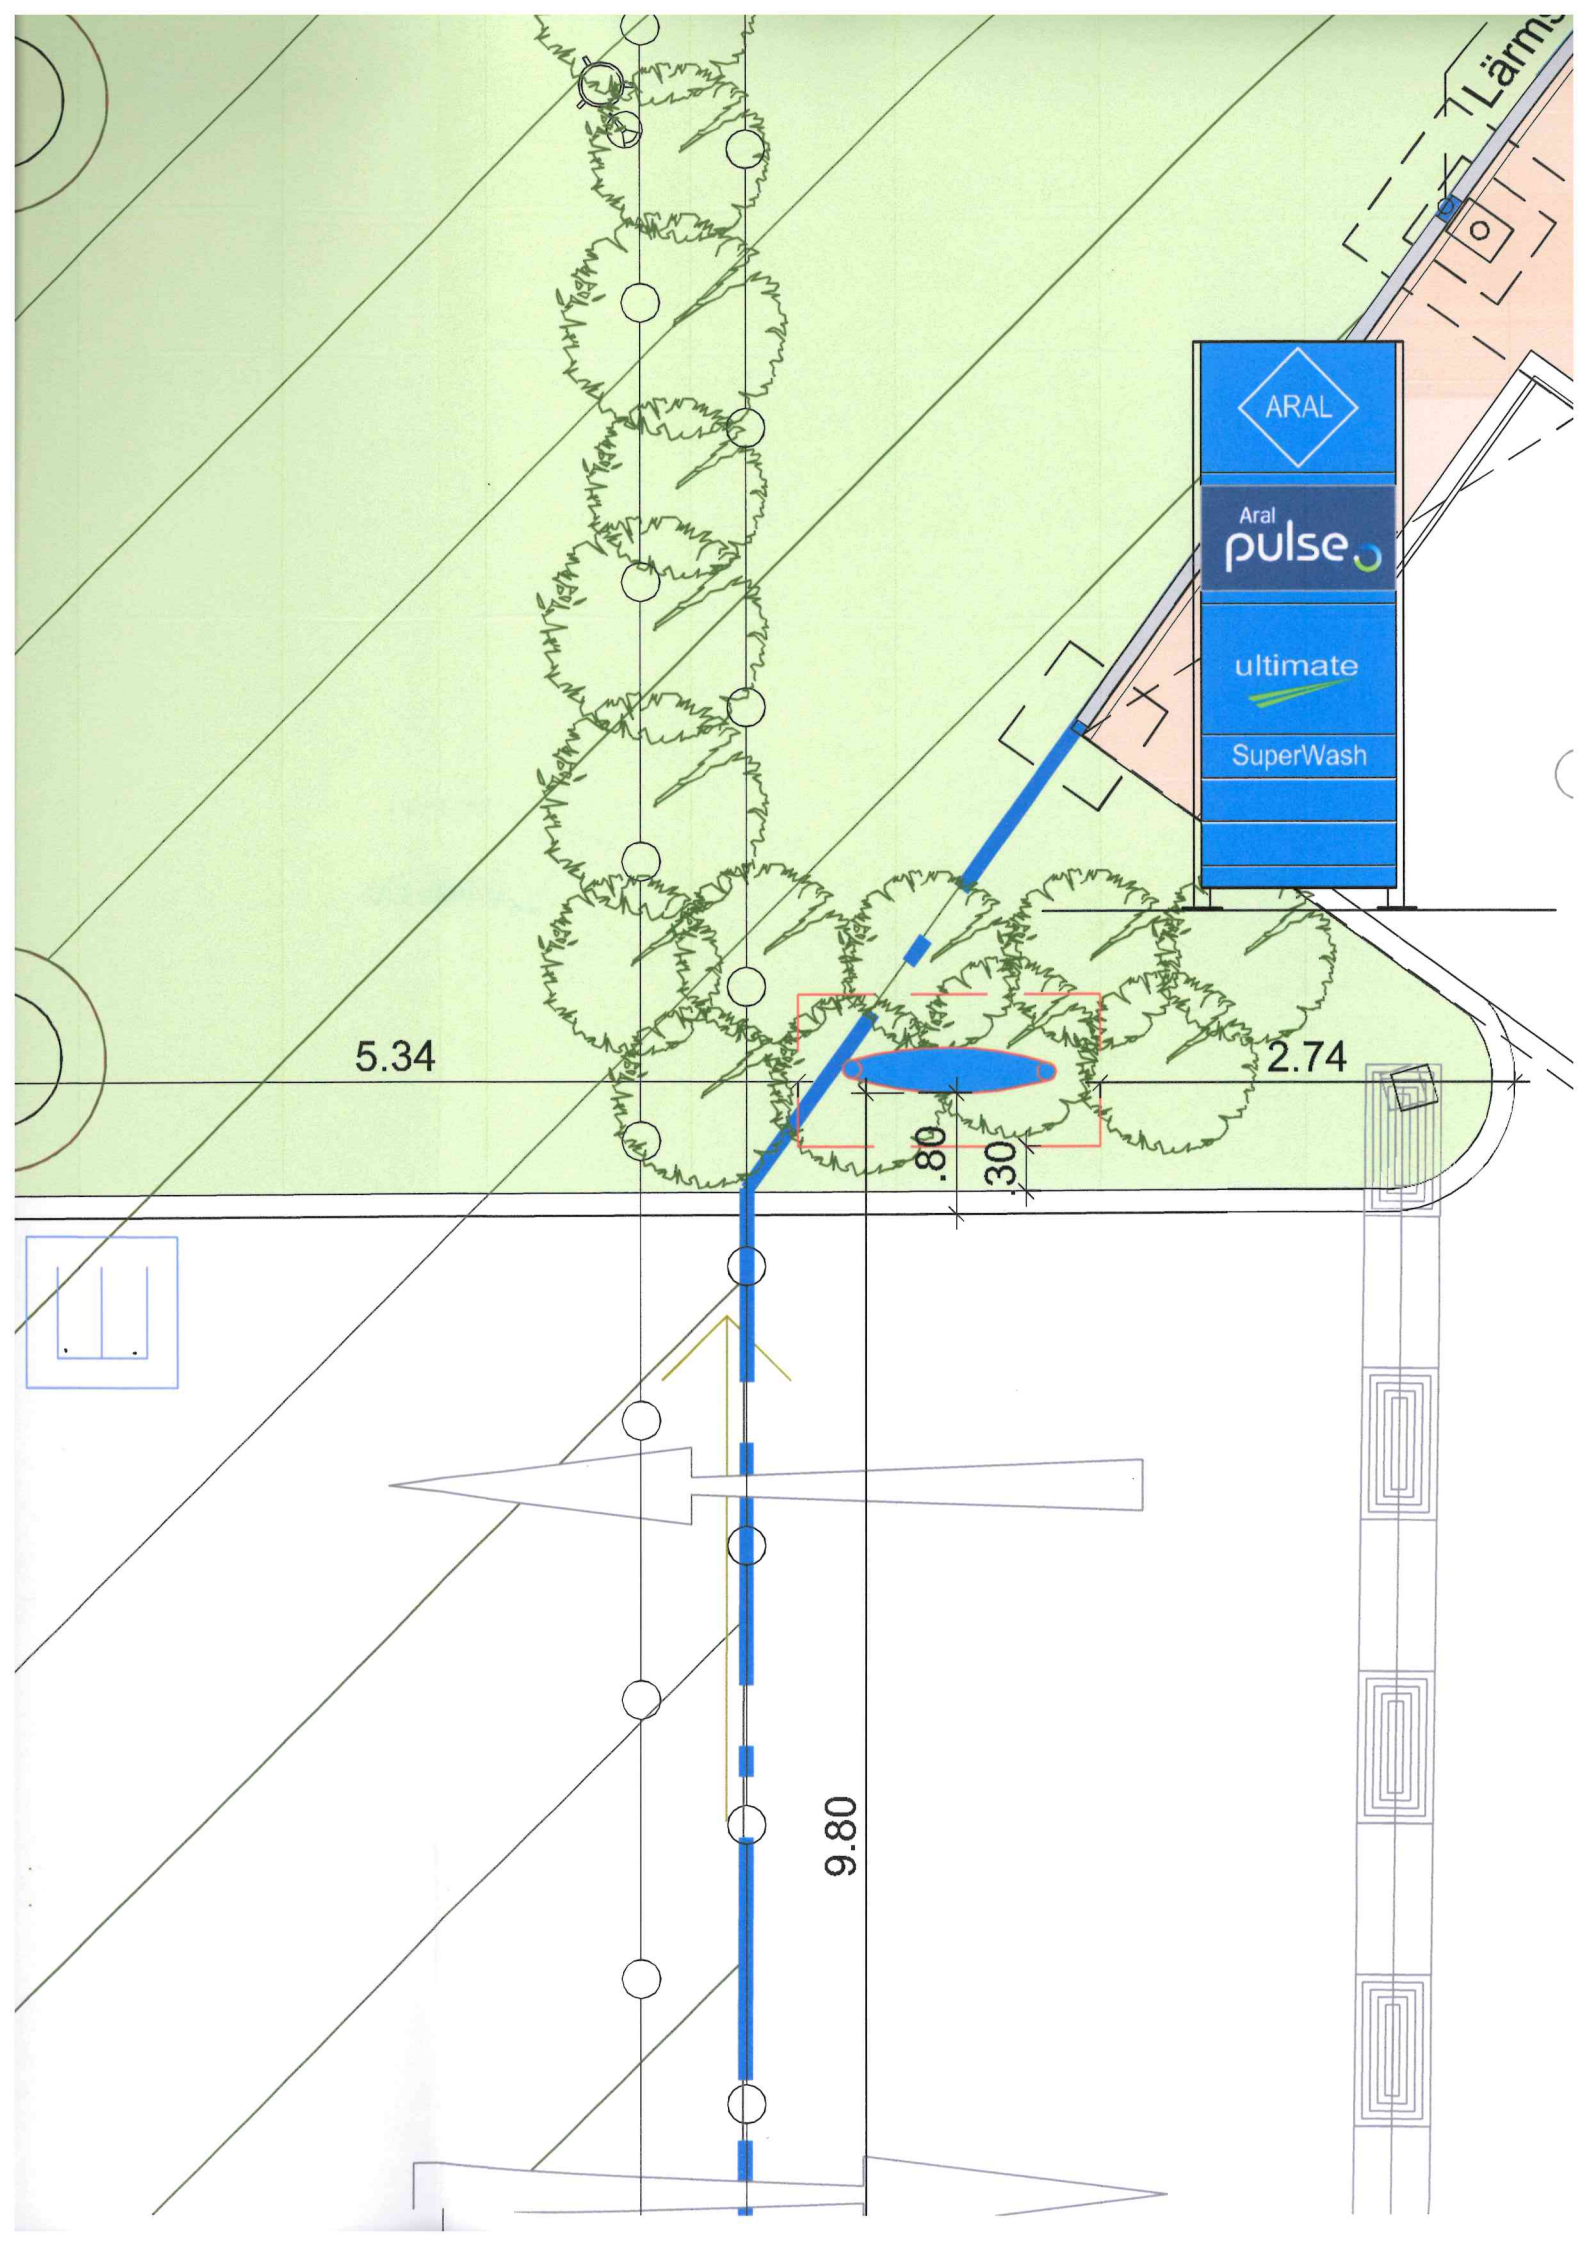 Lärms
ARAL
Aral
pulse
ultimate
SuperWash
5.34
2.74
.80
.30
9.80